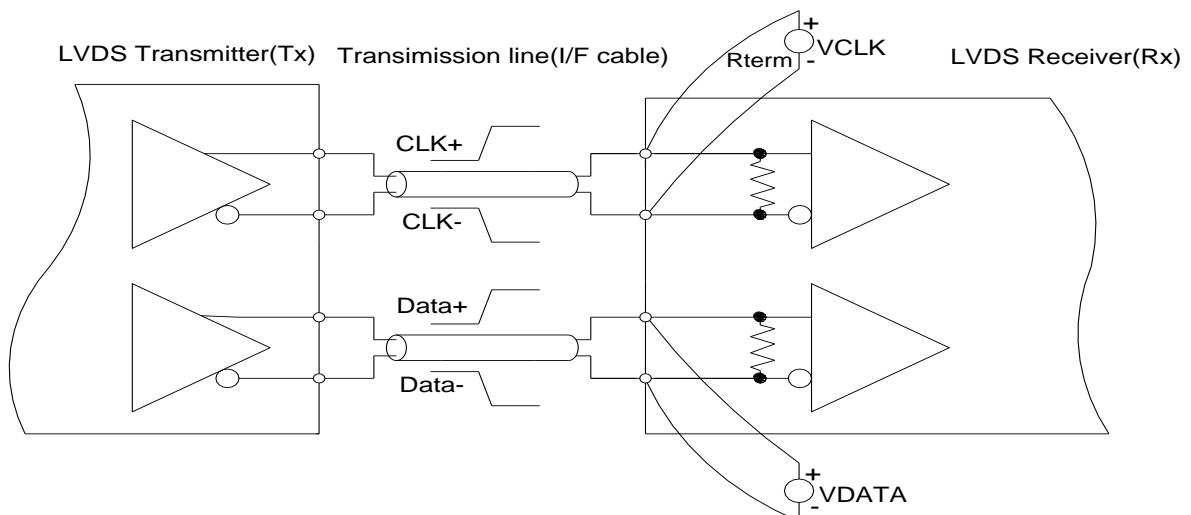 LVDS Transmitter(Tx)
Transimission line(I/F cable)
+
VCLK
-
Rterm
LVDS Receiver(Rx)
CLK+
CLK-
Data+
Data-
+
VDATA
-